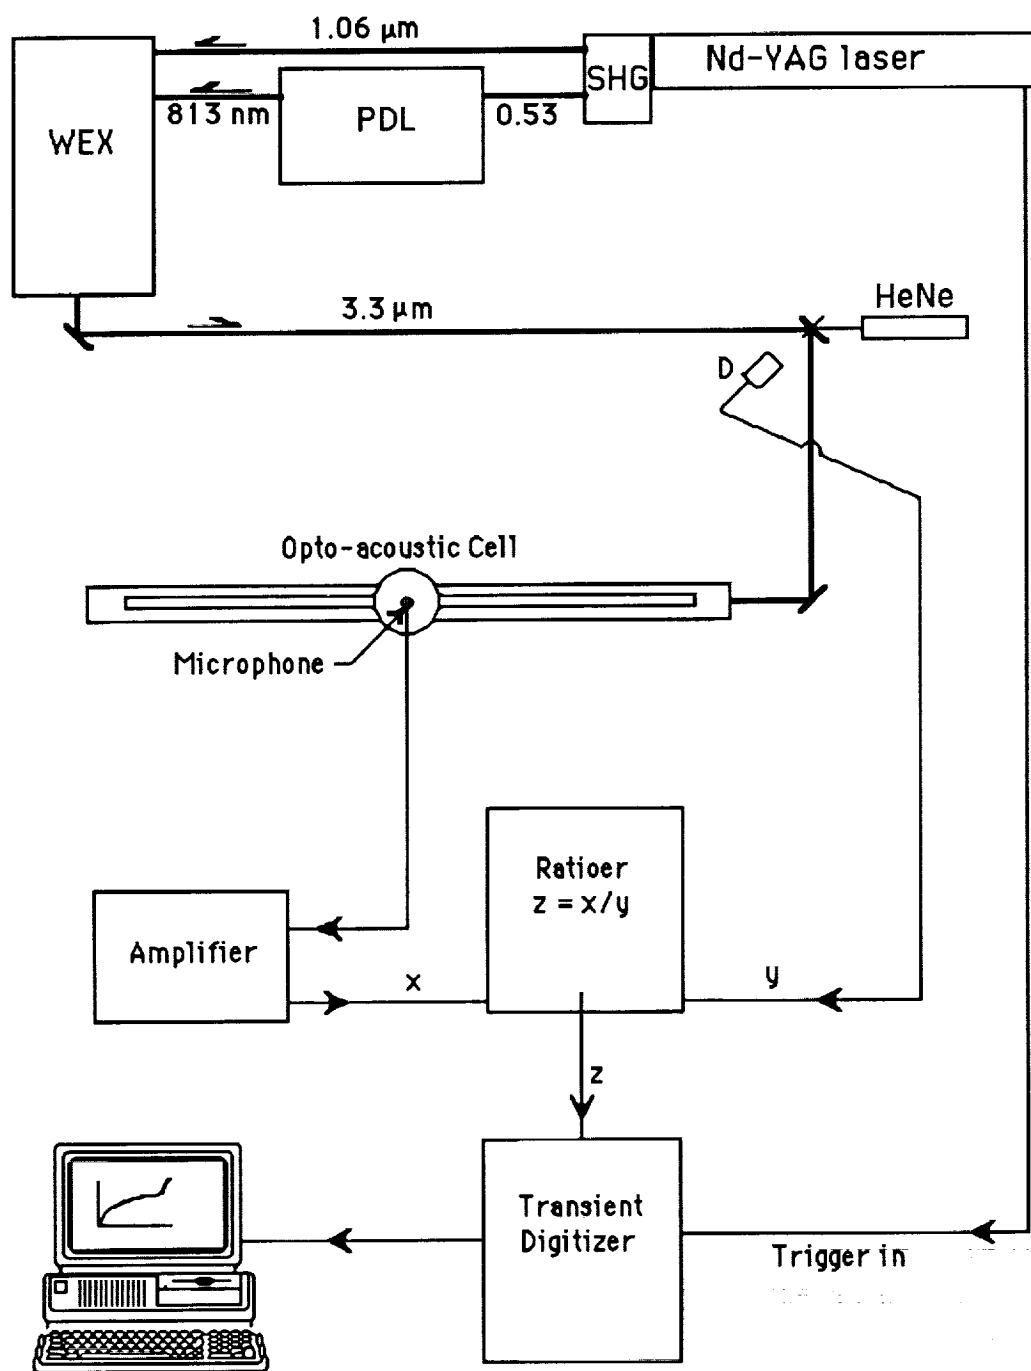 1.06 µm
Nd-YAG laser
SHG
813 nm
PDL
0.53
WEX
3.3 µm
HeNe
D
Opto-acoustic Cell
Microphone
Ratioer
z = x/y
Amplifier
x
y
z
Transient
Digitizer
Trigger in